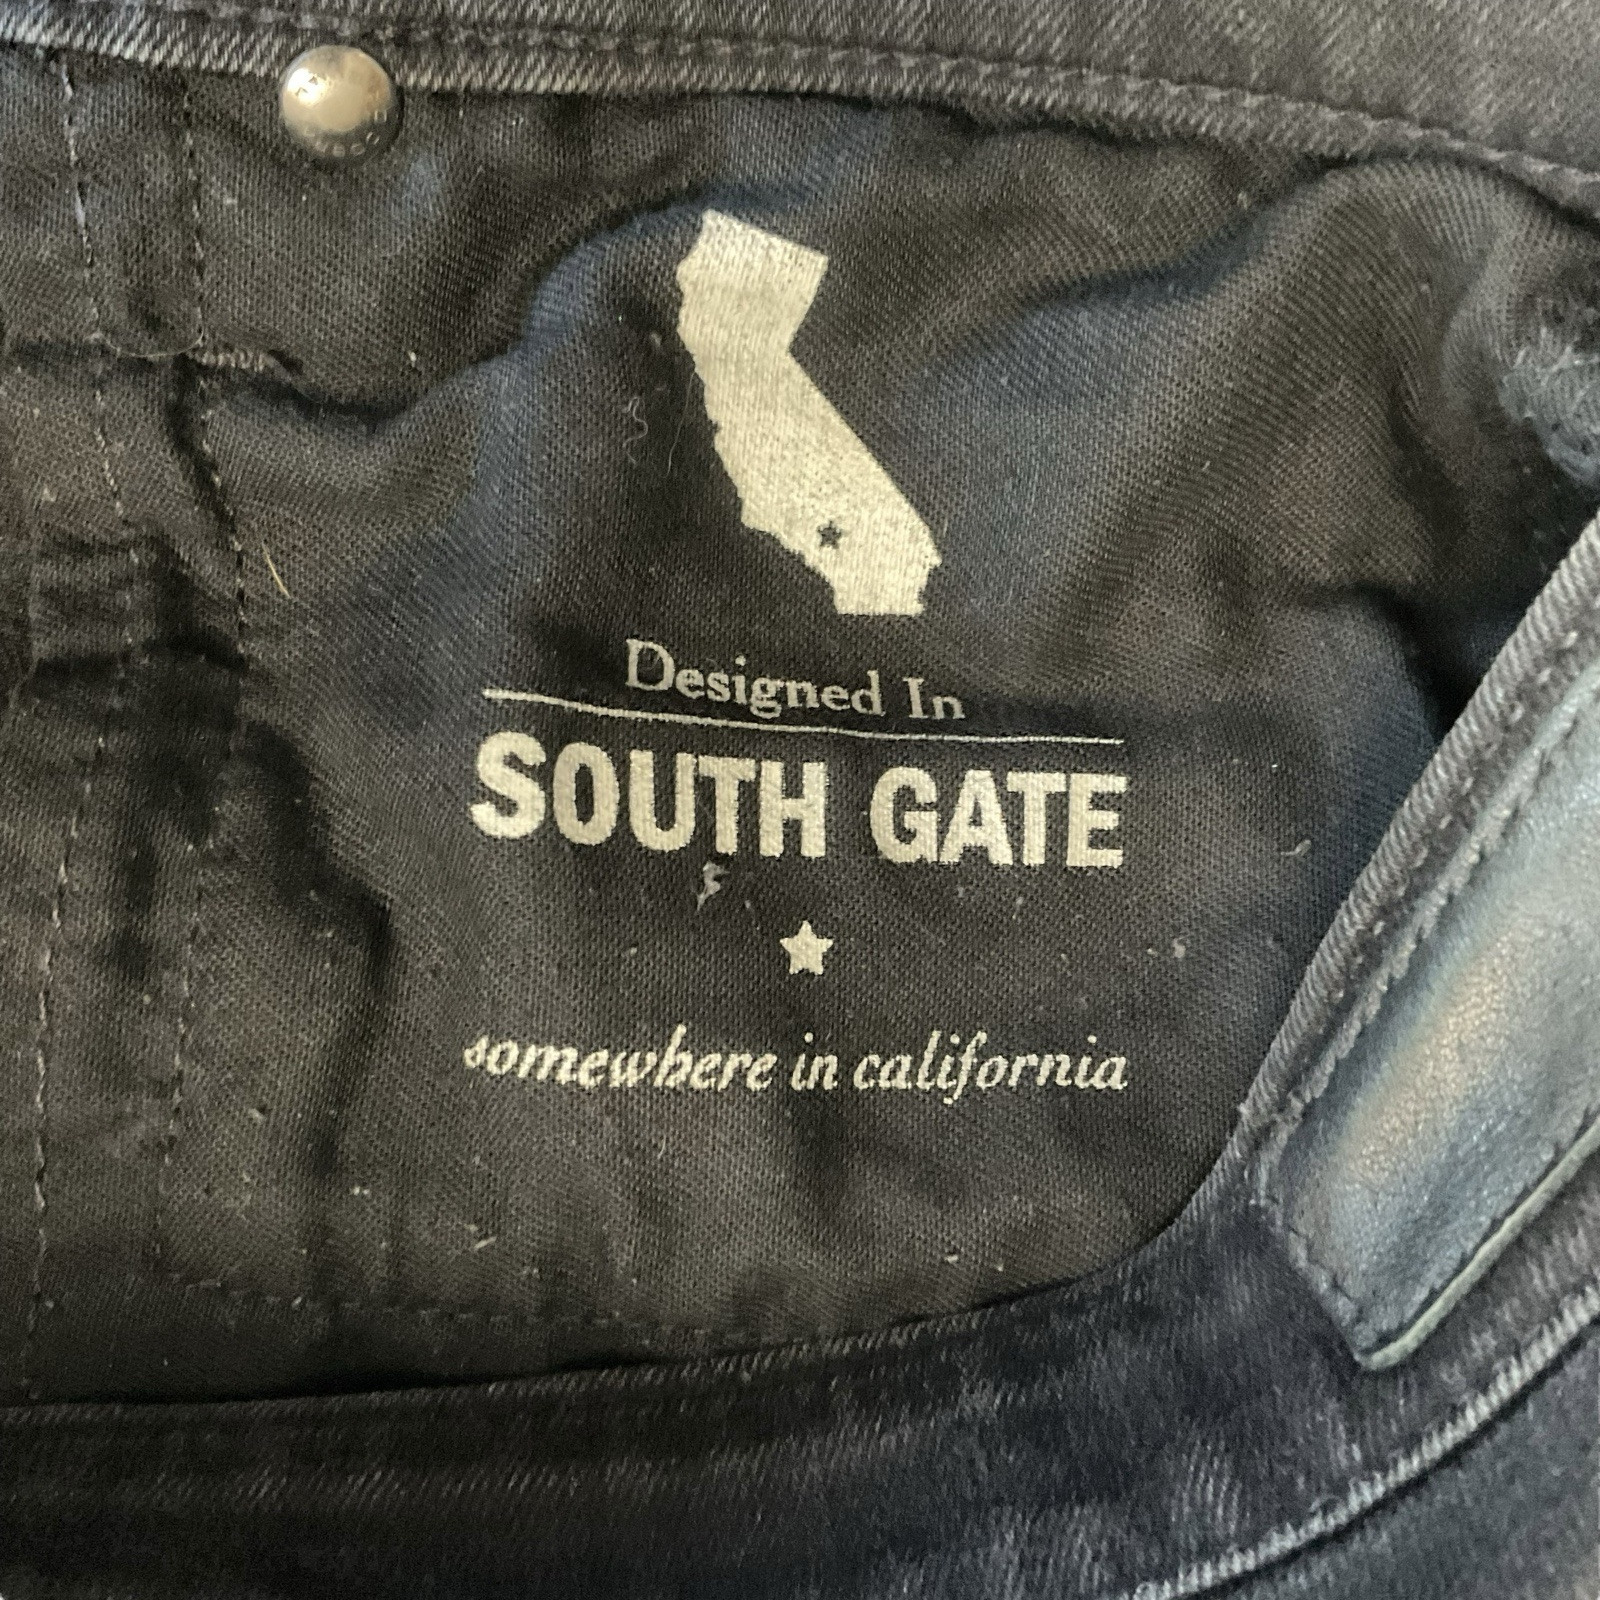 Designed In
SOUTH GATE
somewhere in california